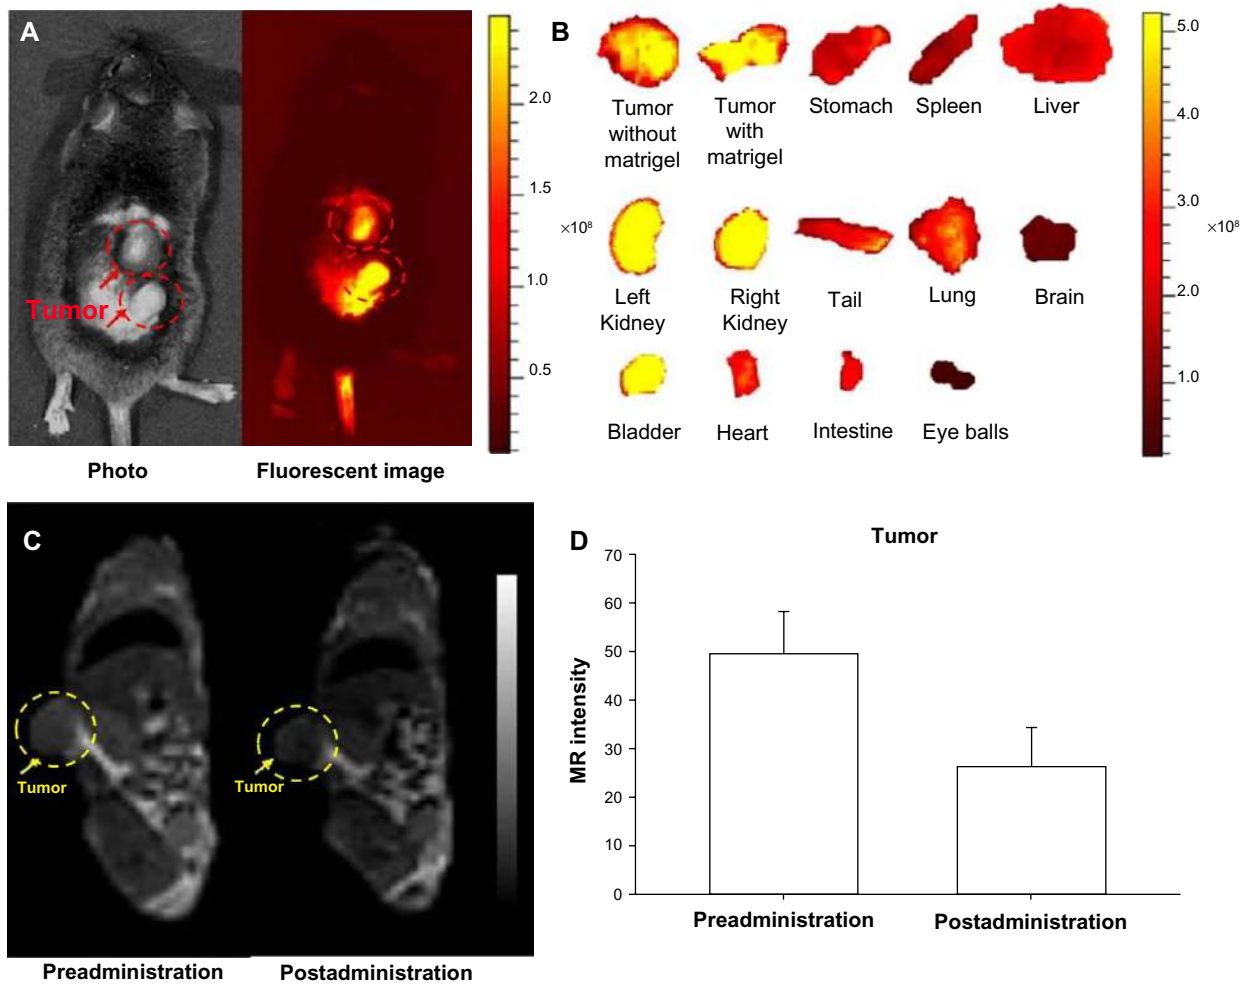 A
Tumor
2.0
1.5
×10⁸
1.0
0.5
Photo
Fluorescent image
B
Tumor
without
matrigel
Tumor
with
matrigel
Stomach
Spleen
Liver
Left
Kidney
Right
Kidney
Tail
Lung
Brain
Bladder
Heart
Intestine
Eye balls
5.0
4.0
3.0
×10⁸
2.0
1.0
C
Tumor
Tumor
Preadministration
Postadministration
D
Tumor
MR intensity
70
60
50
40
30
20
10
0
Preadministration
Postadministration